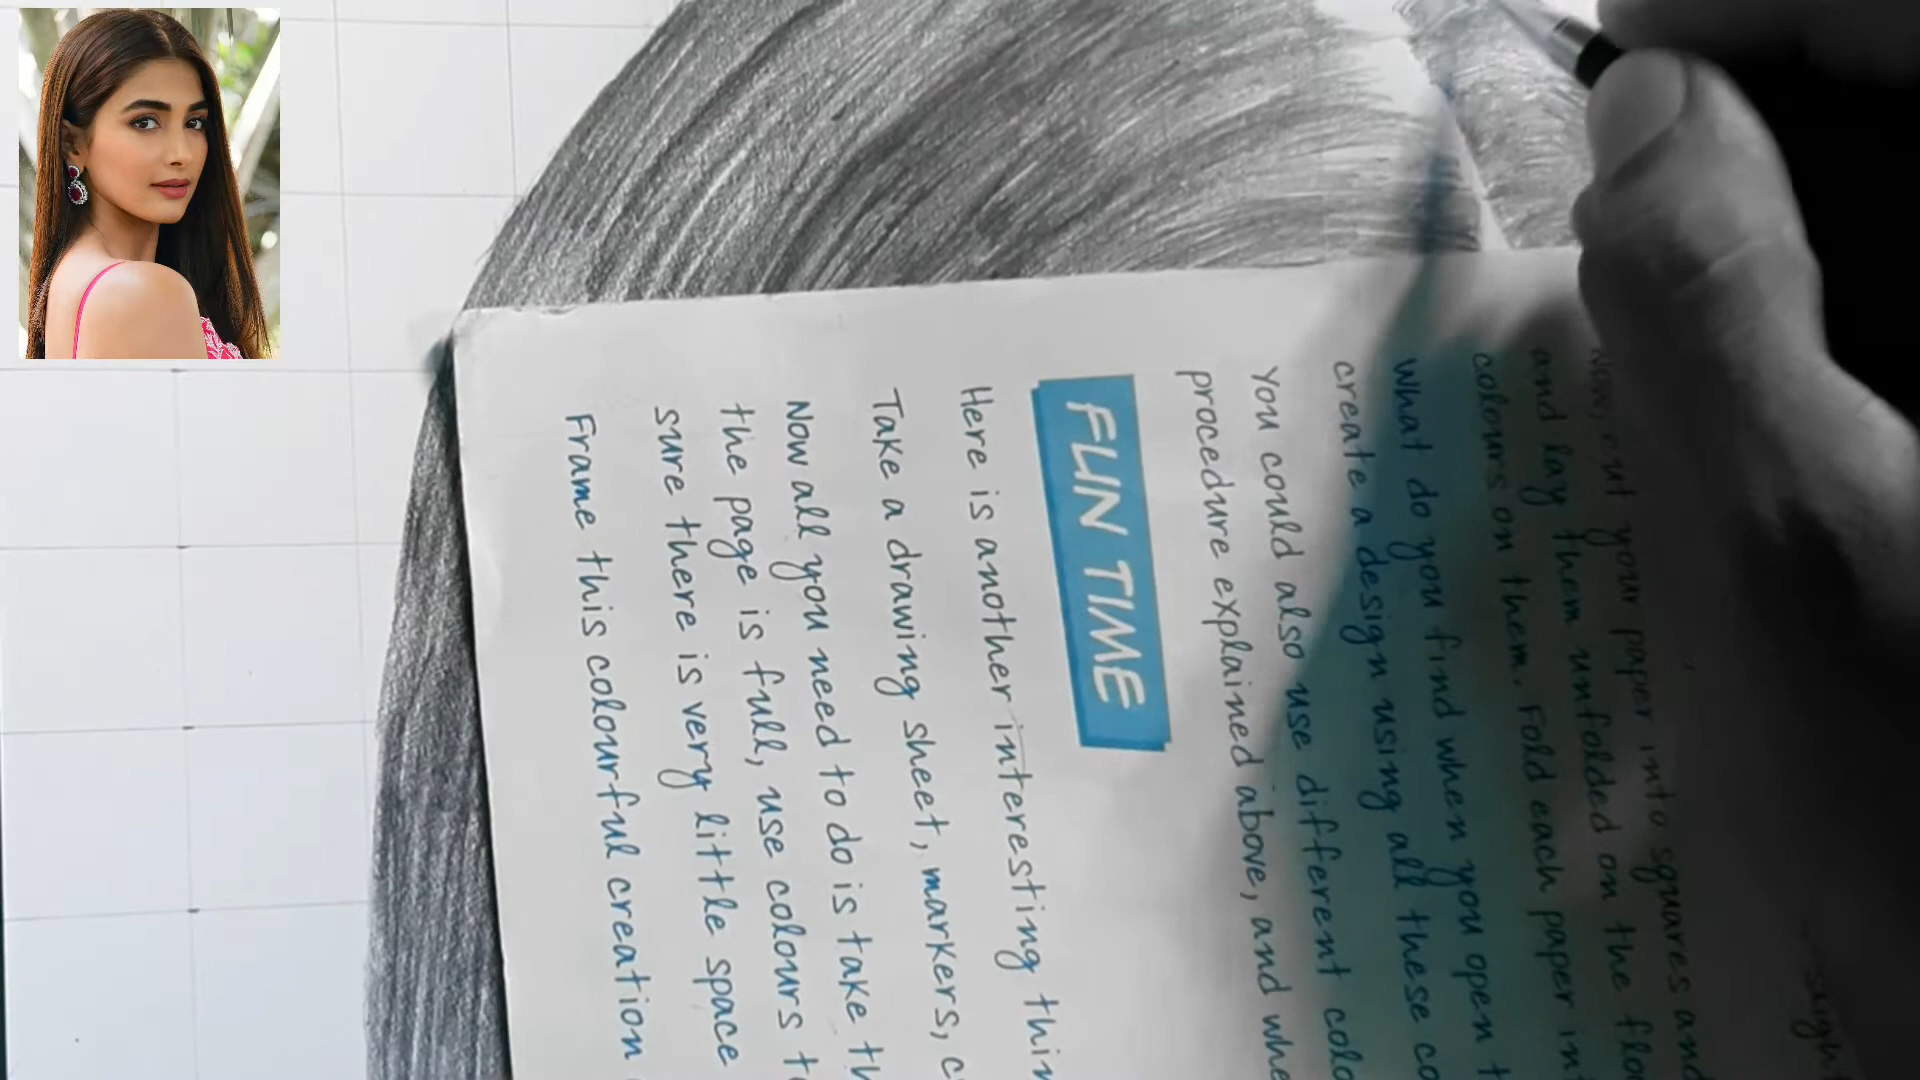 Now, cut your paper into squares and
and lay them unfolded on the flo
colours on them. Fold each paper in
What do you find when you open t
create a design using all these co
You could also use different colo
procedure explained above, and whe
FUN TIME
Here is another interesting thin
Take a drawing sheet, markers, c
Now all you need to do is take th
the page is full, use colours to
sure there is very little space
Frame this colourful creation